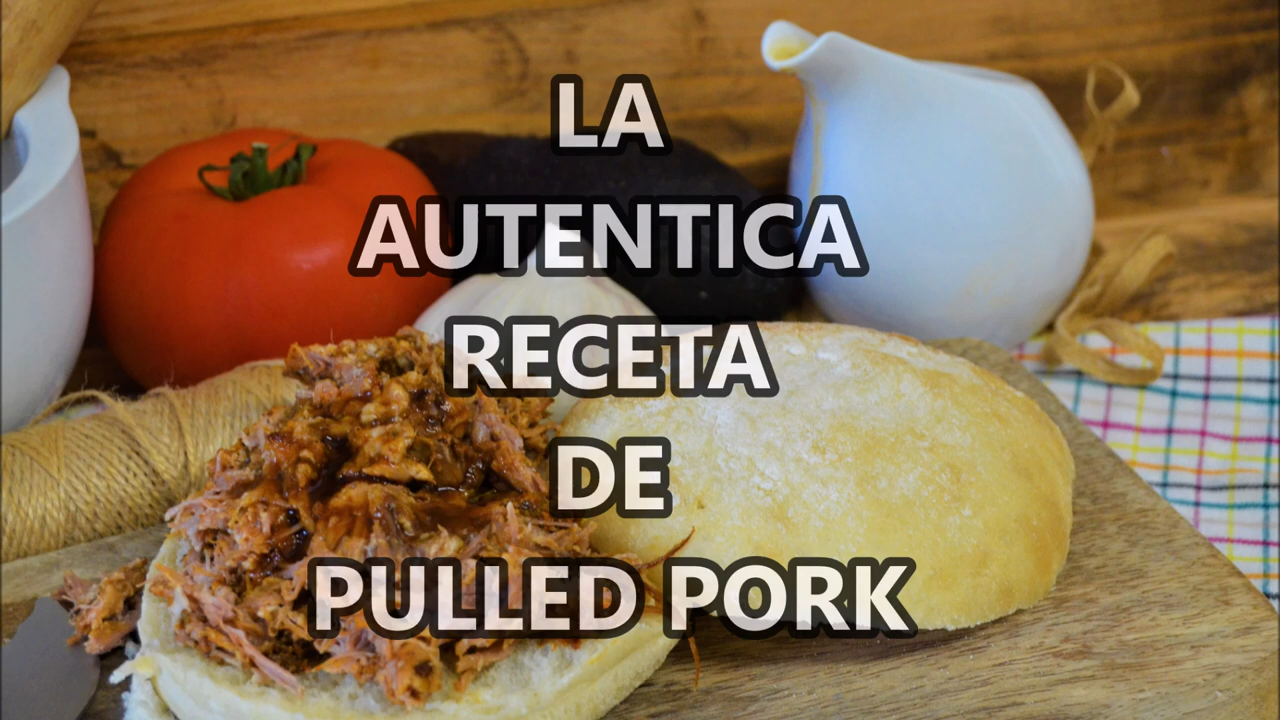 LA
AUTENTICA
RECETA
DE
PULLED PORK